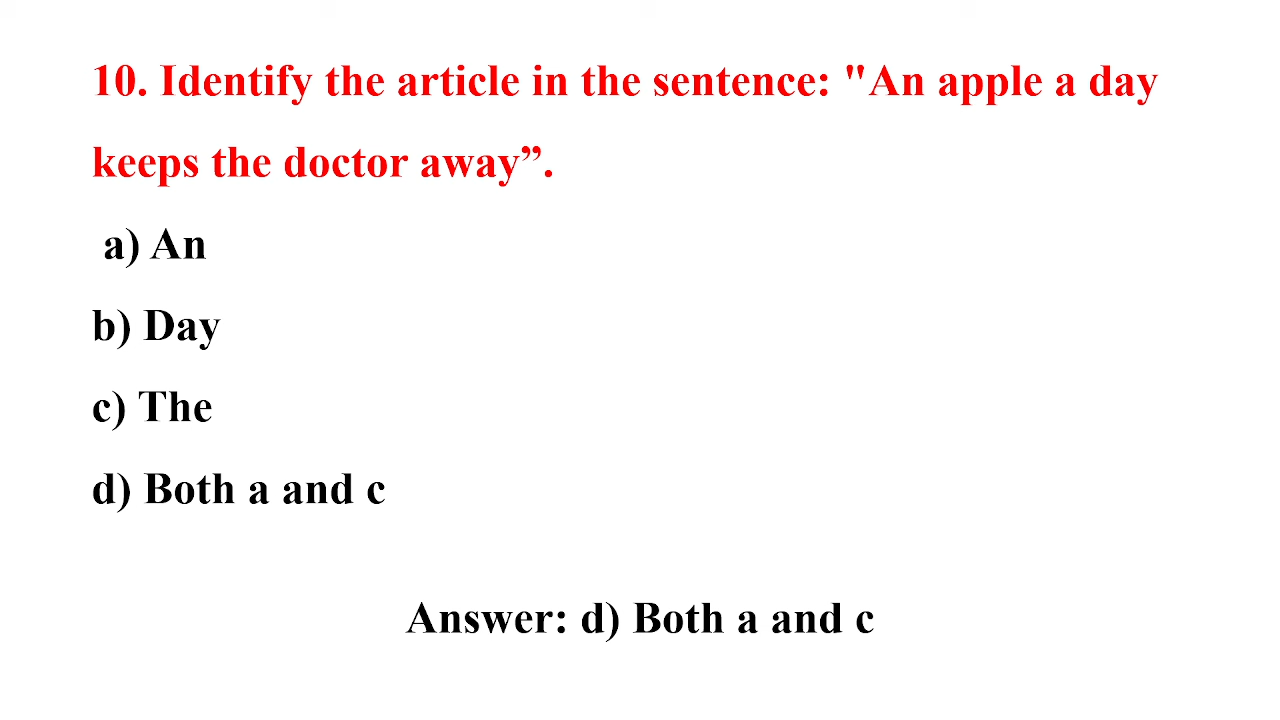 10. Identify the article in the sentence: "An apple a day
keeps the doctor away”.
a) An
b) Day
c) The
d) Both a and c
Answer: d) Both a and c